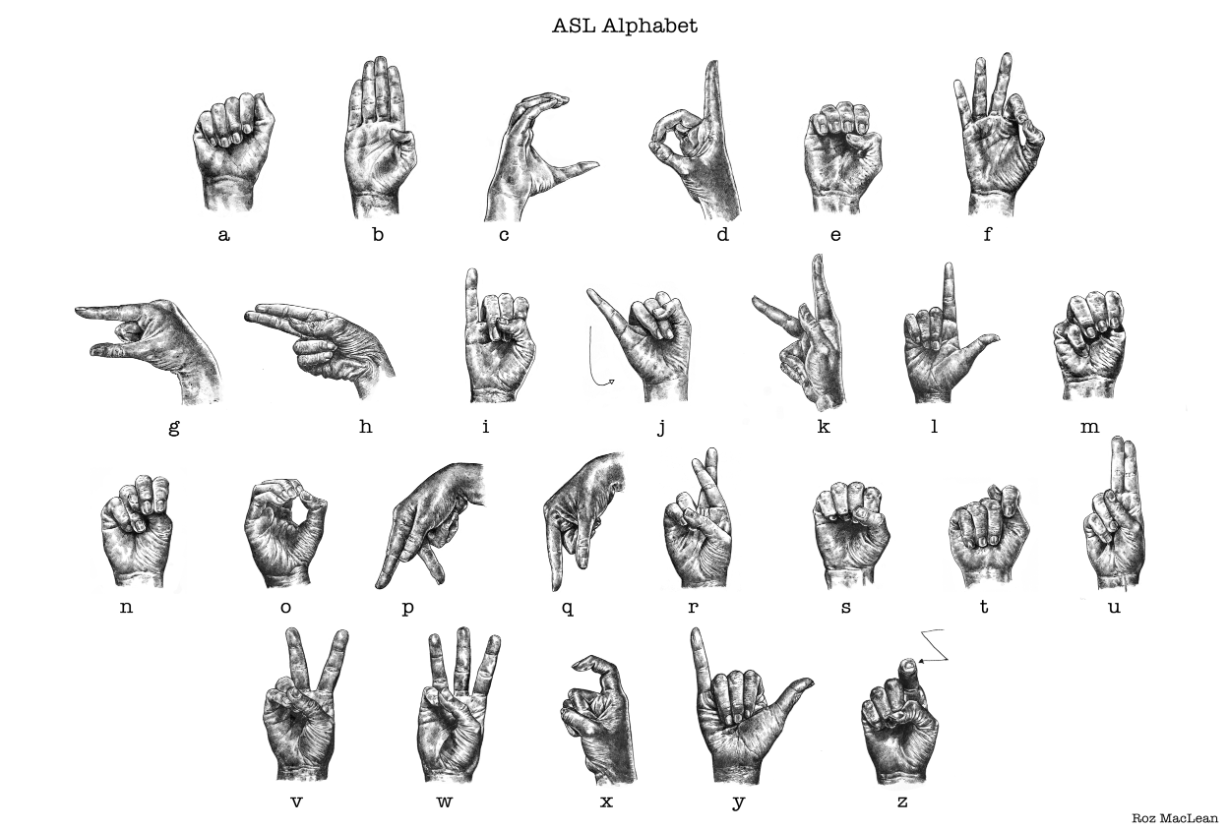 ASL Alphabet
a b c d e f
g h i j k l m
n o p q r s t u
v w x y z
Roz MacLean